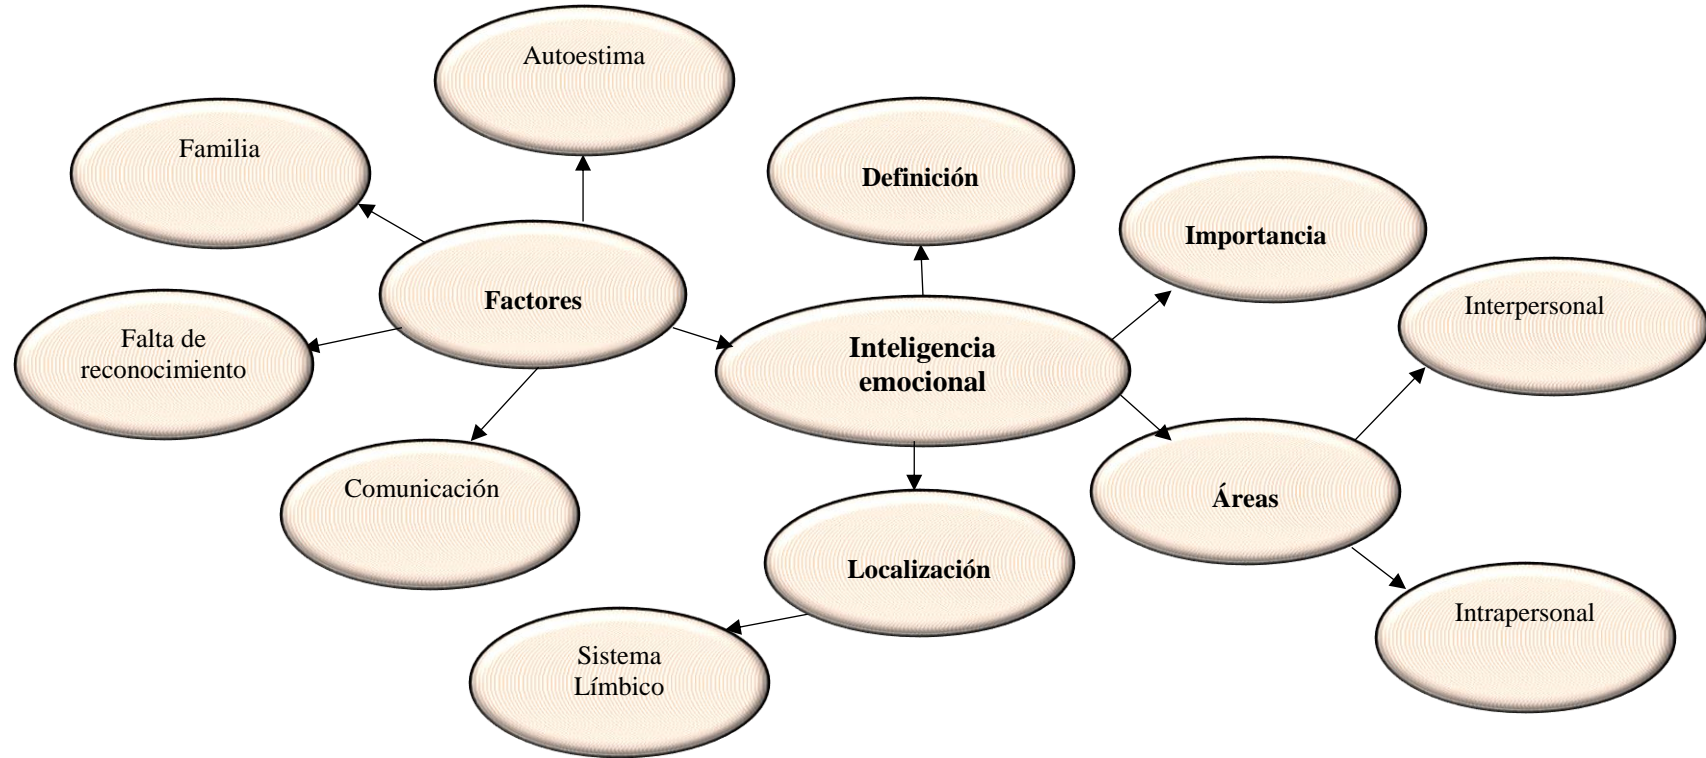 Autoestima
Familia
Definición
Importancia
Factores
Interpersonal
Falta de
reconocimiento
Inteligencia
emocional
Comunicación
Áreas
Localización
Intrapersonal
Sistema
Límbico